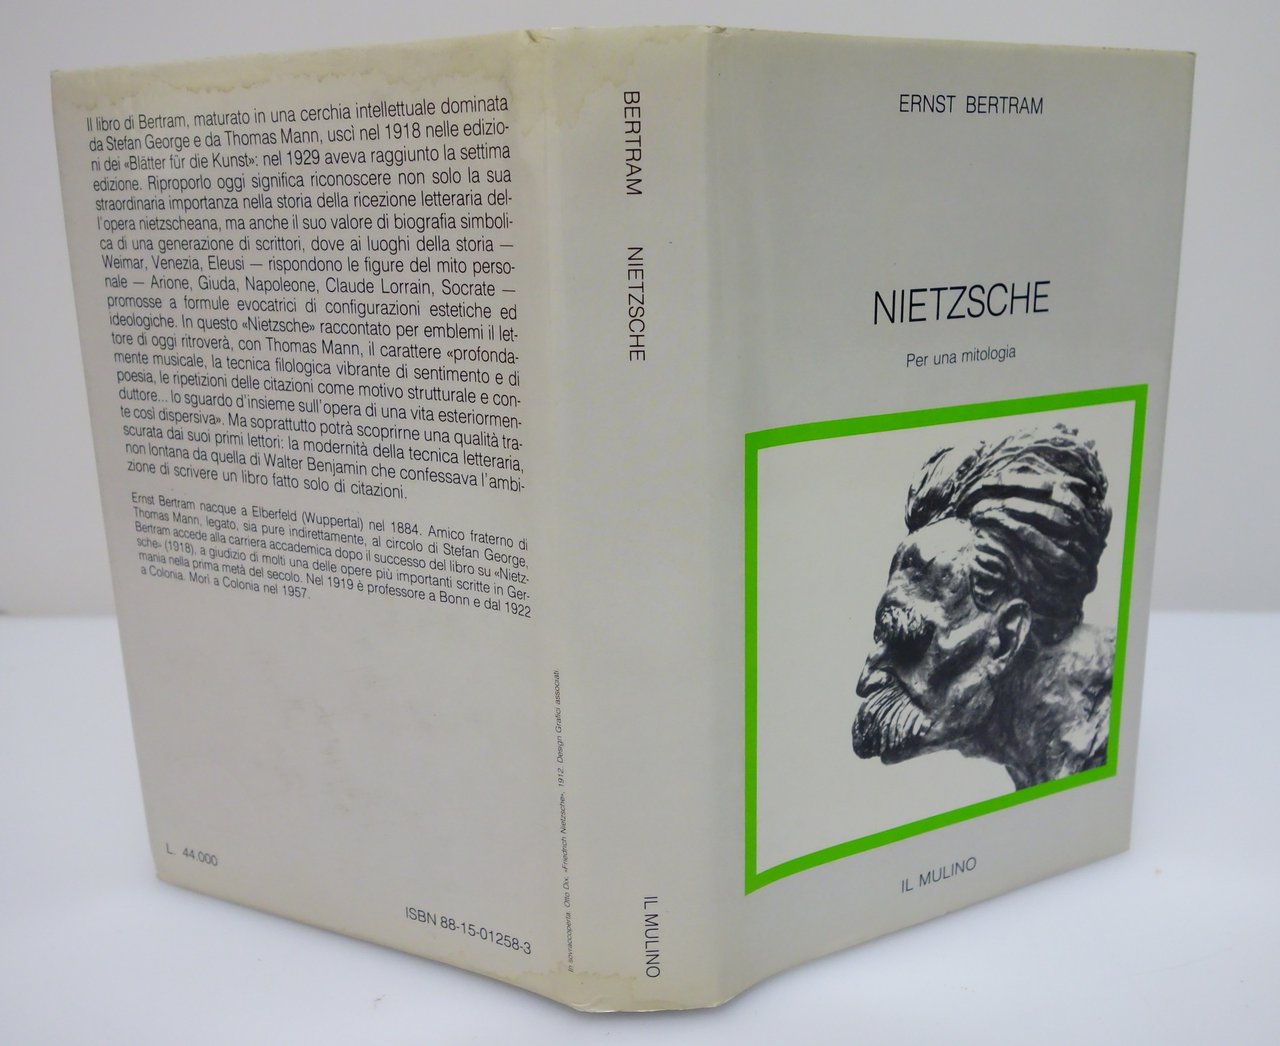 Il libro di Bertram, maturato in una cerchia intellettuale dominata
da Stefan George e da Thomas Mann, uscì nel 1918 nelle edizio-
ni dei «Blätter für die Kunst»: nel 1929 aveva raggiunto la settima
edizione. Riproporlo oggi significa riconoscere non solo la sua
straordinaria importanza nella storia della ricezione letteraria del-
l'opera nietzscheana, ma anche il suo valore di biografia simboli-
ca di una generazione di scrittori, dove ai luoghi della storia —
Weimar, Venezia, Eleusi — rispondono le figure del mito perso-
nale — Arione, Giuda, Napoleone, Claude Lorrain, Socrate —
promosse a formule evocatrici di configurazioni estetiche ed
ideologiche. In questo «Nietzsche» raccontato per emblemi il let-
tore di oggi ritroverà, con Thomas Mann, il carattere «profonda-
mente musicale, la tecnica filologica vibrante di sentimento e di
poesia, le ripetizioni delle citazioni come motivo strutturale e con-
duttore... lo sguardo d'insieme sull'opera di una vita esteriormen-
te così dispersiva». Ma soprattutto potrà scoprirne una qualità tra-
scurata dai suoi primi lettori: la modernità della tecnica letteraria,
non lontana da quella di Walter Benjamin che confessava l'ambi-
zione di scrivere un libro fatto solo di citazioni.
Ernst Bertram nacque a Elberfeld (Wuppertal) nel 1884. Amico fraterno di
Thomas Mann, legato, sia pure indirettamente, al circolo di Stefan George,
Bertram accede alla carriera accademica dopo il successo del libro su «Nietz-
sche» (1918), a giudizio di molti una delle opere più importanti scritte in Ger-
mania nella prima metà del secolo. Nel 1919 è professore a Bonn e dal 1922
a Colonia. Morì a Colonia nel 1957.
L. 44.000
ISBN 88-15-01258-3
In sovraccoperta: Otto Dix, «Friedrich Nietzsche», 1912. Design Grafici associati.
BERTRAM NIETZSCHE
IL MULINO
ERNST BERTRAM
NIETZSCHE
Per una mitologia
IL MULINO